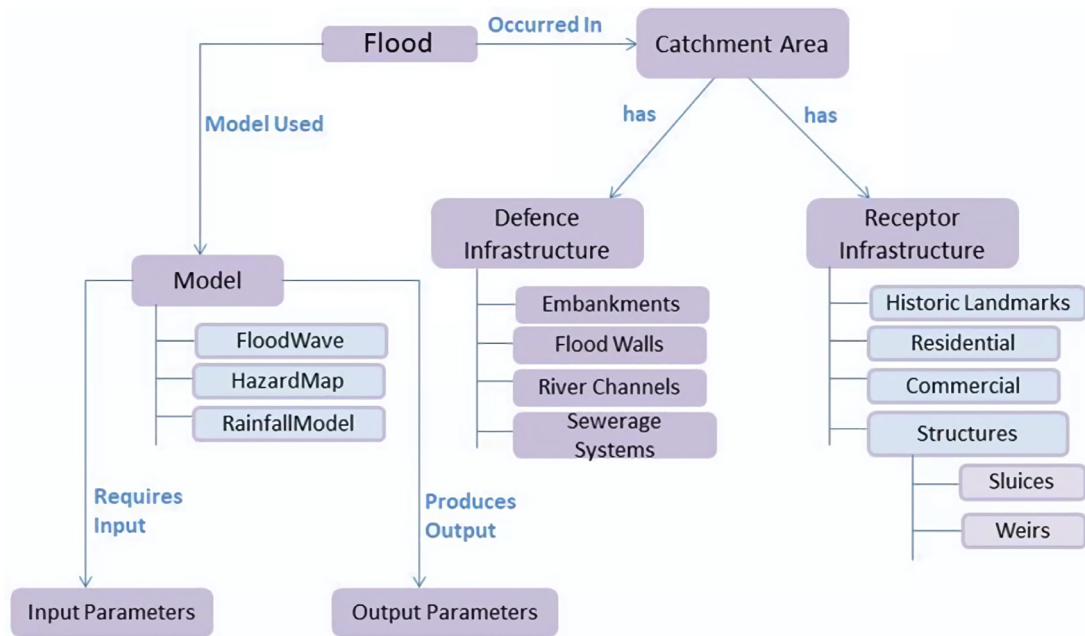 Flood
Occurred In
Catchment Area
Model Used
has
has
Defence
Infrastructure
Receptor
Infrastructure
Model
FloodWave
HazardMap
RainfallModel
Embankments
Flood Walls
River Channels
Sewerage
Systems
Historic Landmarks
Residential
Commercial
Structures
Sluices
Weirs
Requires
Input
Produces
Output
Input Parameters
Output Parameters